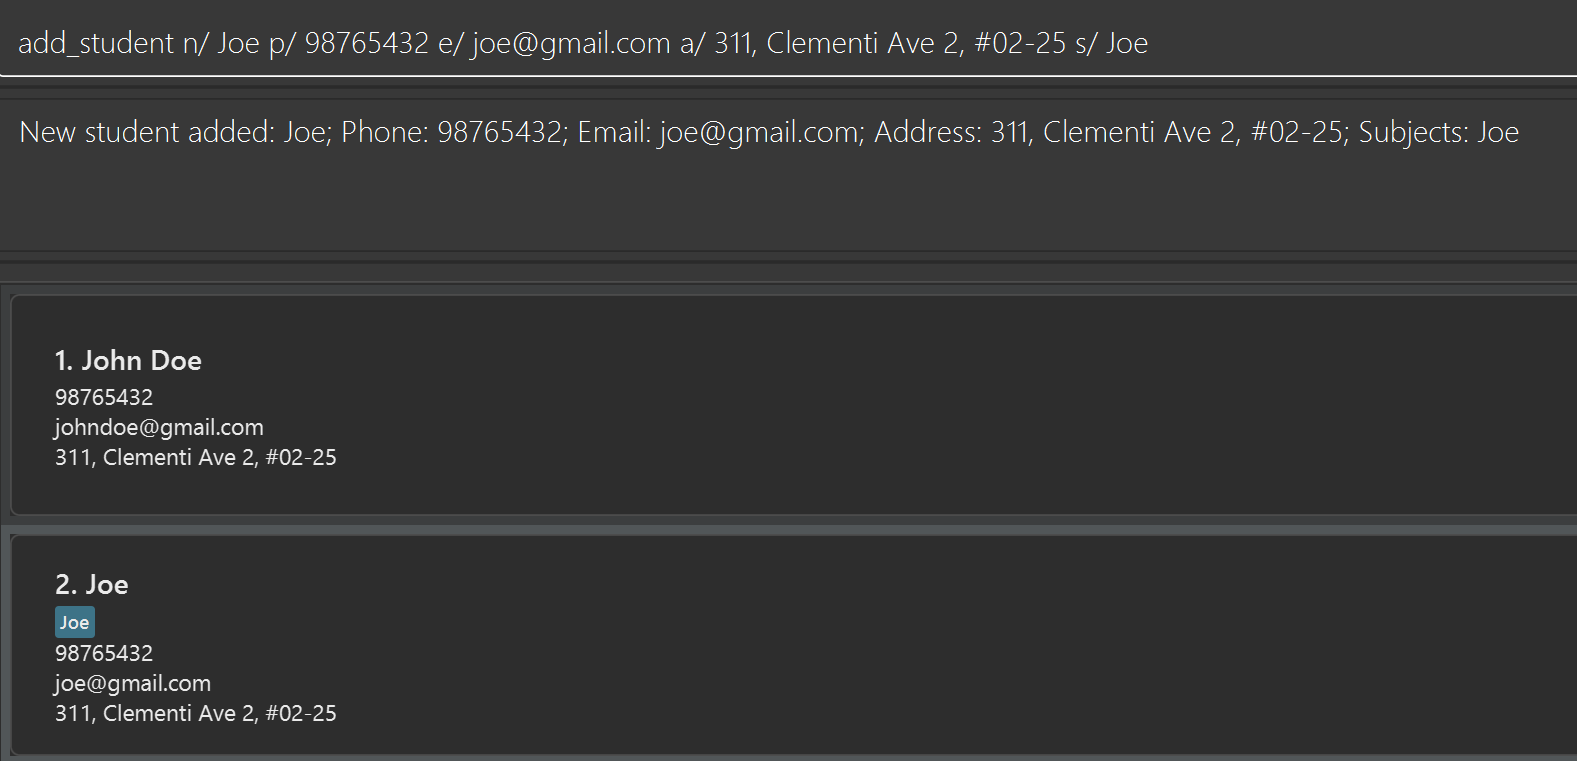 add_student n/ Joe p/ 98765432 e/ joe@gmail.com a/ 311, Clementi Ave 2, #02-25 s/ Joe
New student added: Joe; Phone: 98765432; Email: joe@gmail.com; Address: 311, Clementi Ave 2, #02-25; Subjects: Joe
1. John Doe
98765432
johndoe@gmail.com
311, Clementi Ave 2, #02-25
2. Joe
Joe
98765432
joe@gmail.com
311, Clementi Ave 2, #02-25